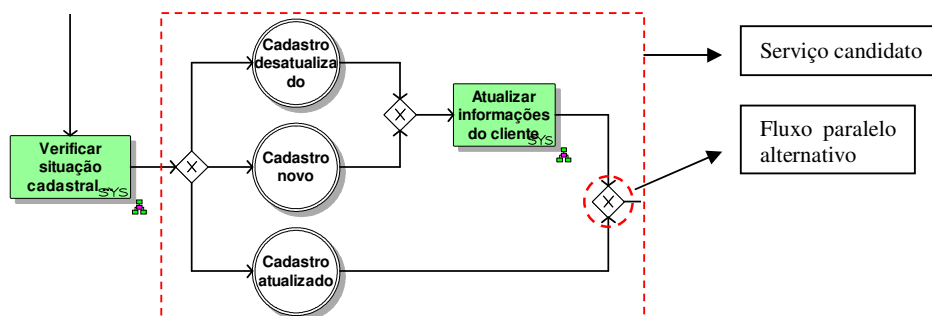 Cadastro
desatualiza
do
Serviço candidato
Atualizar
informações
do cliente
SYS
X
Fluxo paralelo
alternativo
Verificar
situação
cadastral
SYS
X
Cadastro
novo
X
Cadastro
atualizado